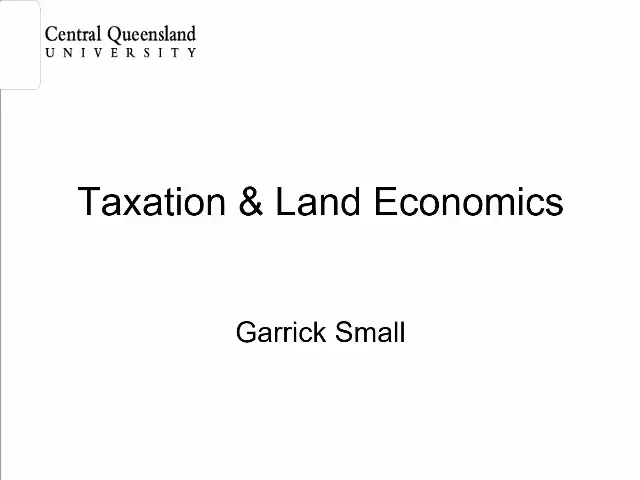 Central Queensland
UNIVERSITY
Taxation & Land Economics
Garrick Small